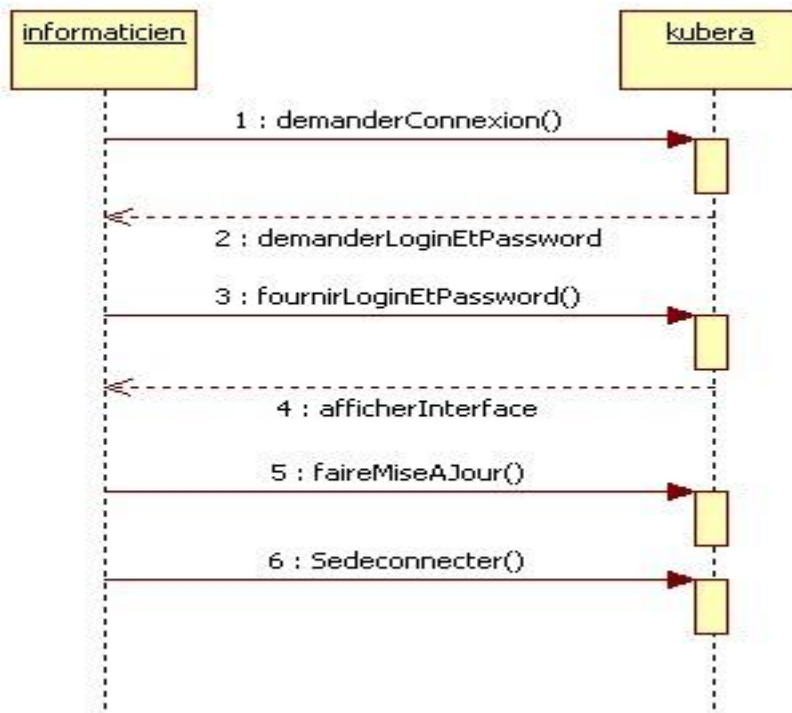 informaticien
kubera
1 : demanderConnexion()
2 : demanderLoginEtPassword
3 : fournirLoginEtPassword()
4 : afficherInterface
5 : faireMiseAJour()
6 : Sedeconnecter()